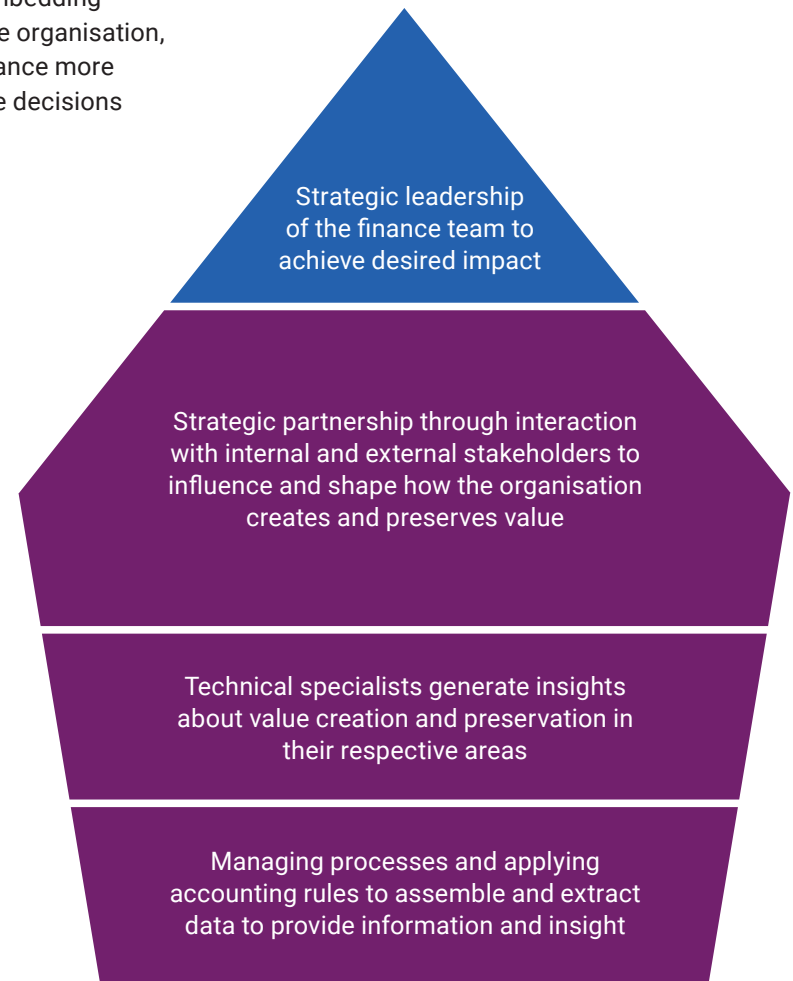 e organisation,
ance more
e decisions
Strategic leadership
of the finance team to
achieve desired impact
Strategic partnership through interaction
with internal and external stakeholders to
influence and shape how the organisation
creates and preserves value
Technical specialists generate insights
about value creation and preservation in
their respective areas
Managing processes and applying
accounting rules to assemble and extract
data to provide information and insight